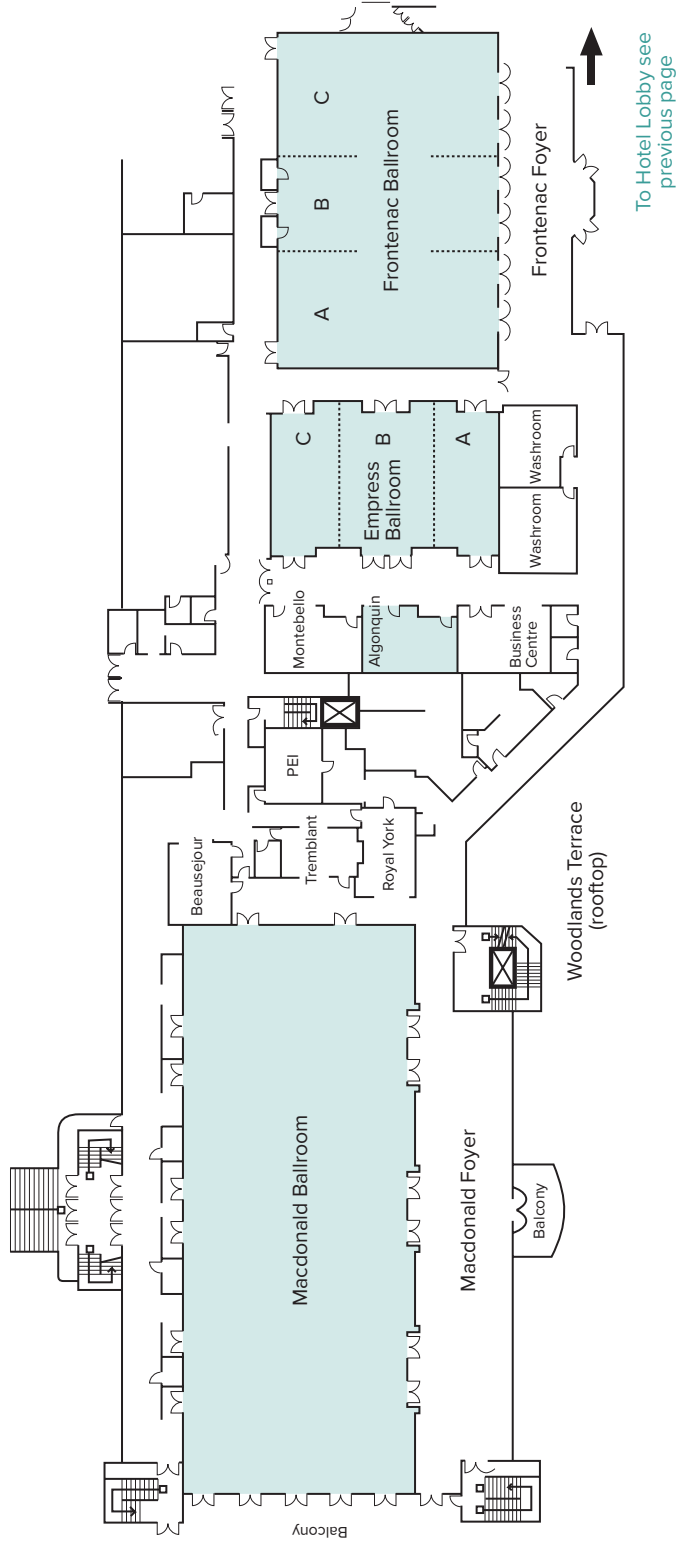 C
B
A
Frontenac Ballroom
Frontenac Foyer
To Hotel Lobby see
previous page
C
B
A
Empress
Ballroom
Washroom
Washroom
Montebello
Algonquin
Business
Centre
PEI
Beausejour
Tremblant
Royal York
Woodlands Terrace
(rooftop)
Macdonald Ballroom
Macdonald Foyer
Balcony
Balcony